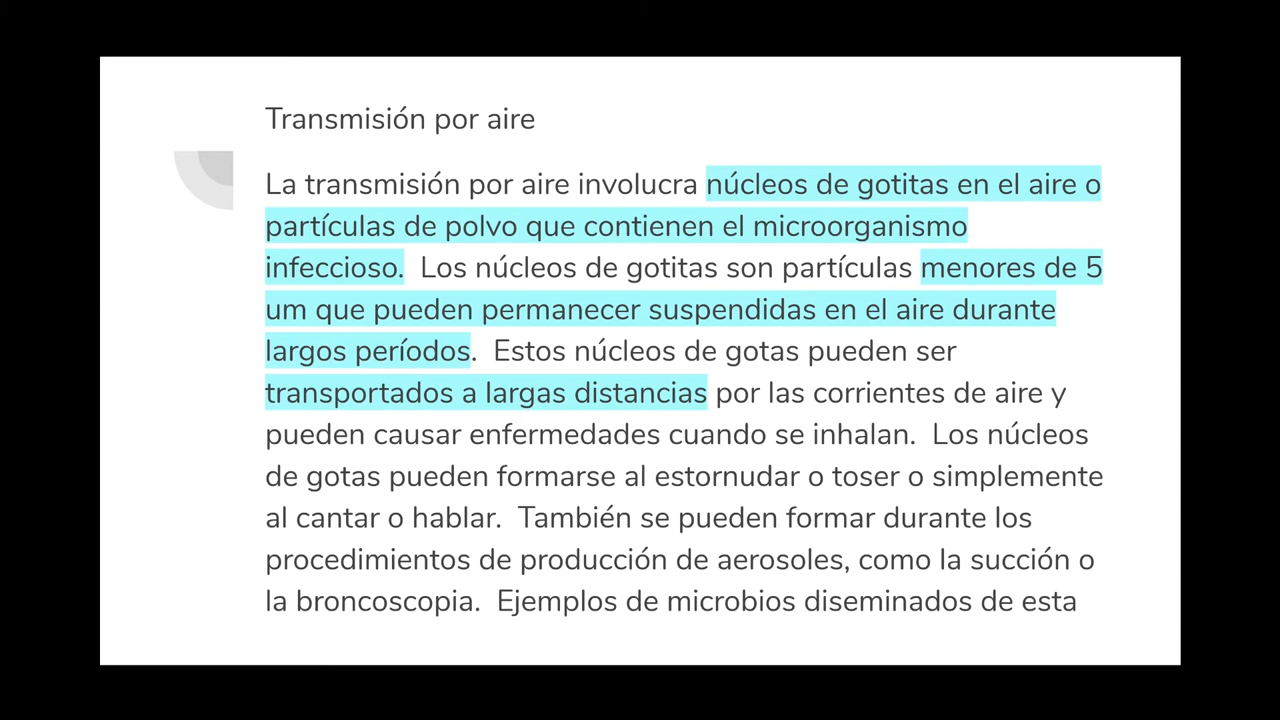 Transmisión por aire
La transmisión por aire involucra núcleos de gotitas en el aire o
partículas de polvo que contienen el microorganismo
infeccioso.  Los núcleos de gotitas son partículas menores de 5
um que pueden permanecer suspendidas en el aire durante
largos períodos.  Estos núcleos de gotas pueden ser
transportados a largas distancias por las corrientes de aire y
pueden causar enfermedades cuando se inhalan.  Los núcleos
de gotas pueden formarse al estornudar o toser o simplemente
al cantar o hablar.  También se pueden formar durante los
procedimientos de producción de aerosoles, como la succión o
la broncoscopia.  Ejemplos de microbios diseminados de esta